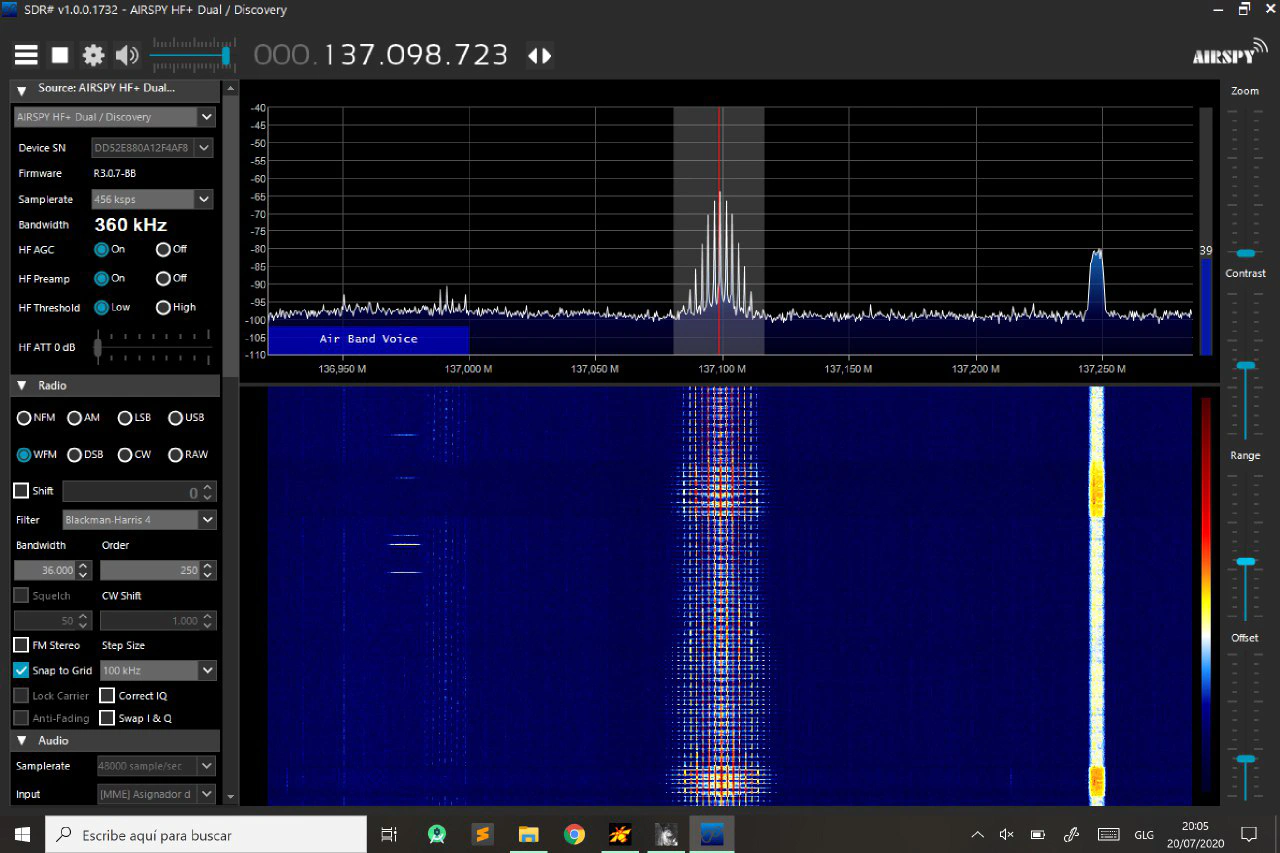 SDR# v1.0.0.1732 - AIRSPY HF+ Dual / Discovery
000.137.098.723
AIRSPY
Source: AIRSPY HF+ Dual...
AIRSPY HF+ Dual / Discovery
Device SN DD52E880A12F4AF8
Firmware R3.0.7-BB
Samplerate 456 ksps
Bandwidth 360 kHz
HF AGC On Off
HF Preamp On Off
HF Threshold Low High
HF ATT 0 dB
Radio
NFM AM LSB USB
WFM DSB CW RAW
Shift 0
Filter Blackman-Harris 4
Bandwidth Order
36.000 250
Squelch CW Shift
50 1.000
FM Stereo Step Size
Snap to Grid 100 kHz
Lock Carrier Correct IQ
Anti-Fading Swap I & Q
Audio
Samplerate 48000 sample/sec
Input [MME] Asignador d
-40
-45
-50
-55
-60
-65
-70
-75
-80
-85
-90
-95
-100
-106
-110
Air Band Voice
136,950 M 137,000 M 137,050 M 137,100 M 137,150 M 137,200 M 137,250 M
39
Zoom
Contrast
Range
Offset
Escribe aquí para buscar
GLG
20:05
20/07/2020